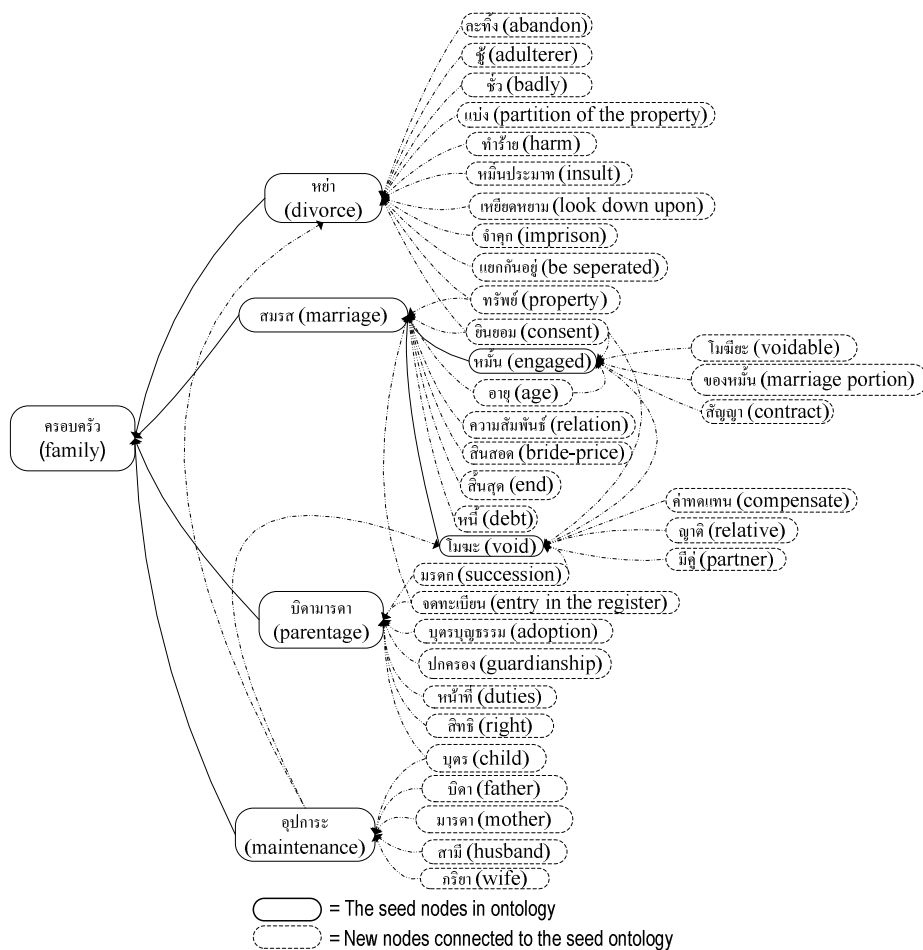 ละทิ้ง (abandon)
ชู้ (adulterer)
ชั่ว (badly)
แบ่ง (partition of the property)
ทำร้าย (harm)
หมิ่นประมาท (insult)
เหยียดหยาม (look down upon)
จำคุก (imprison)
แยกกันอยู่ (be seperated)
ทรัพย์ (property)
ยินยอม (consent)
หย่า
(divorce)
สมรส (marriage)
หมั้น (engaged)
โมฆียะ (voidable)
ของหมั้น (marriage portion)
สัญญา (contract)
อายุ (age)
ความสัมพันธ์ (relation)
สินสอด (bride-price)
สิ้นสุด (end)
หนี้ (debt)
โมฆะ (void)
ค่าทดแทน (compensate)
ญาติ (relative)
มีคู่ (partner)
ครอบครัว
(family)
มรดก (succession)
จดทะเบียน (entry in the register)
บุตรบุญธรรม (adoption)
ปกครอง (guardianship)
หน้าที่ (duties)
สิทธิ (right)
บิดามารดา
(parentage)
บุตร (child)
บิดา (father)
มารดา (mother)
สามี (husband)
ภริยา (wife)
อุปการะ
(maintenance)
= The seed nodes in ontology
= New nodes connected to the seed ontology